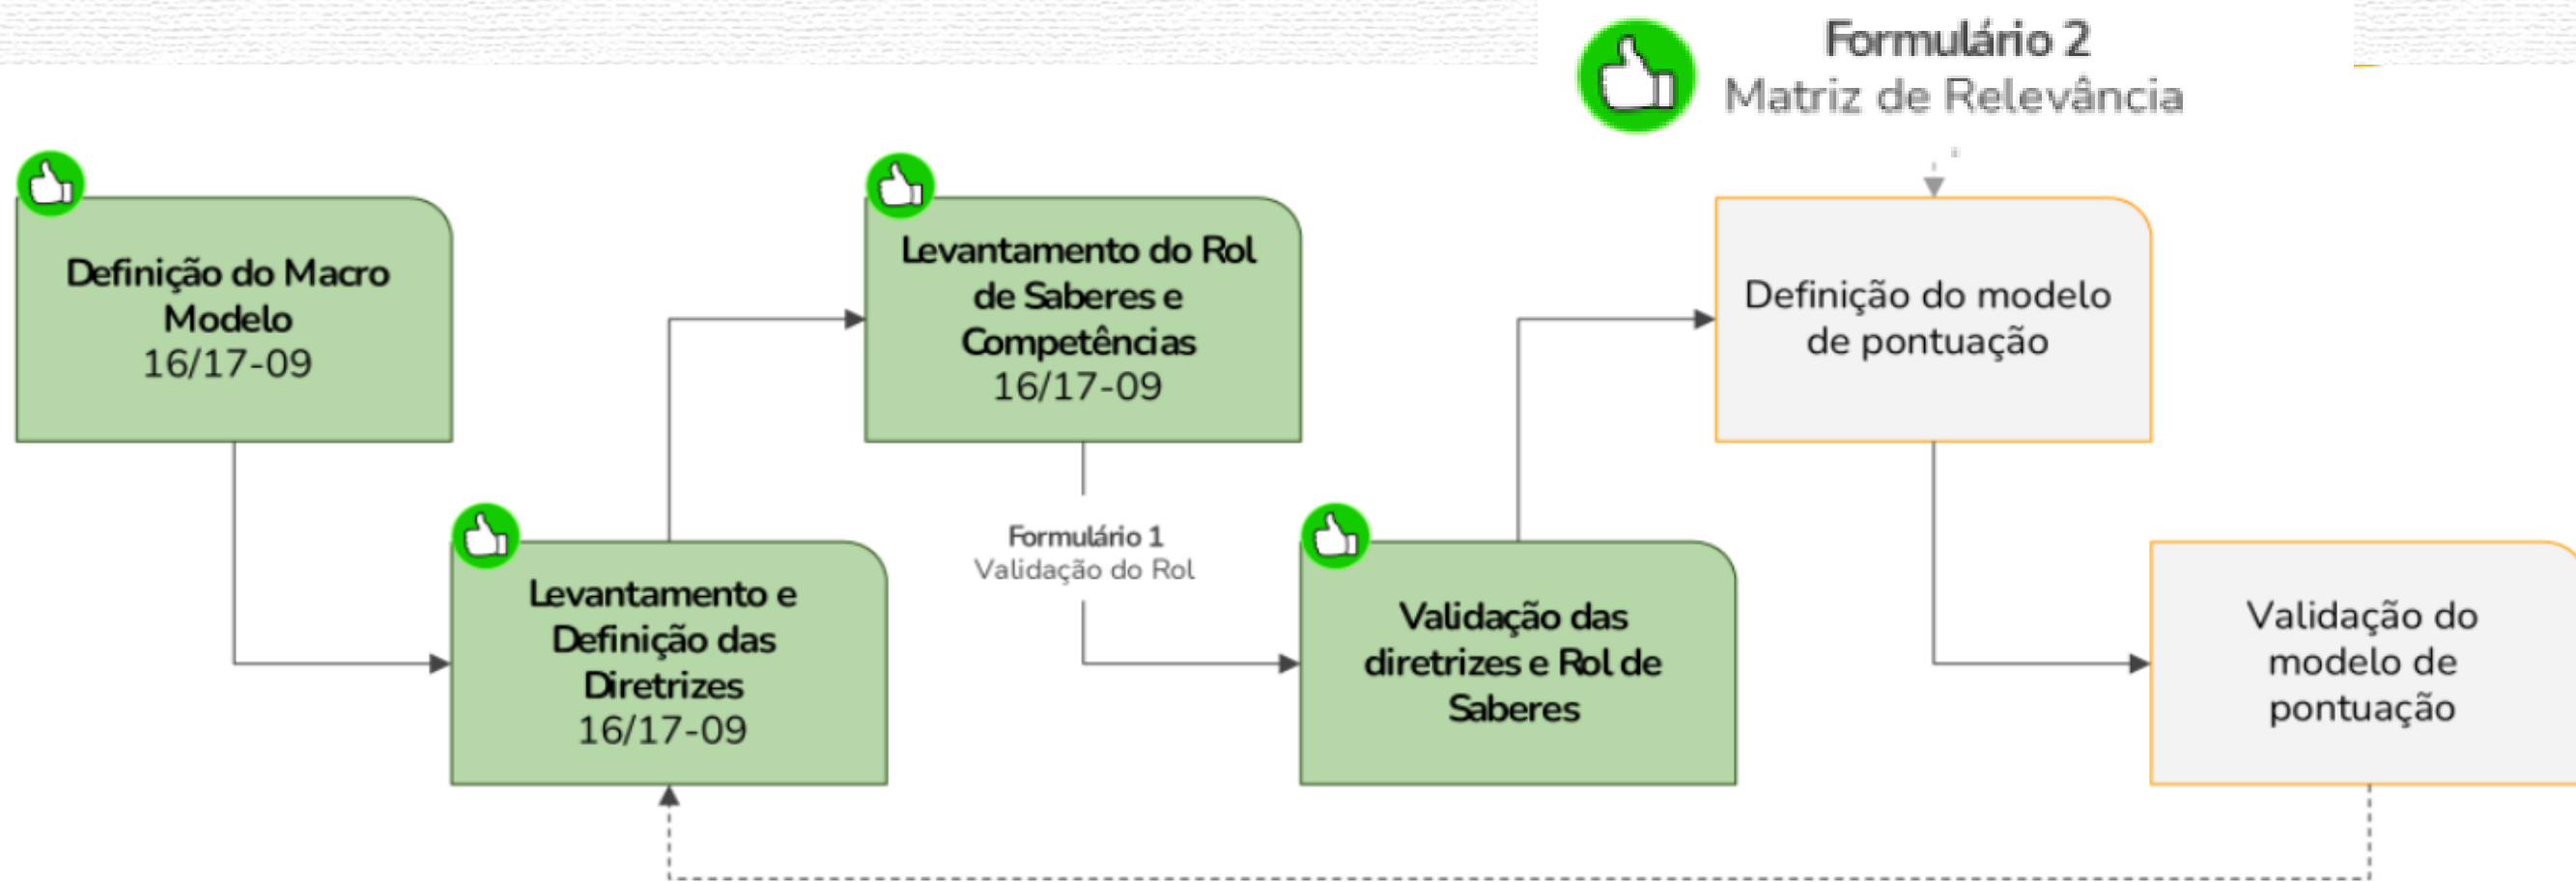 Formulário 2
Matriz de Relevância
Definição do Macro
Modelo
16/17-09
Levantamento e
Definição das
Diretrizes
16/17-09
Levantamento do Rol
de Saberes e
Competências
16/17-09
Formulário 1
Validação do Rol
Validação das
diretrizes e Rol de
Saberes
Definição do modelo
de pontuação
Validação do
modelo de
pontuação